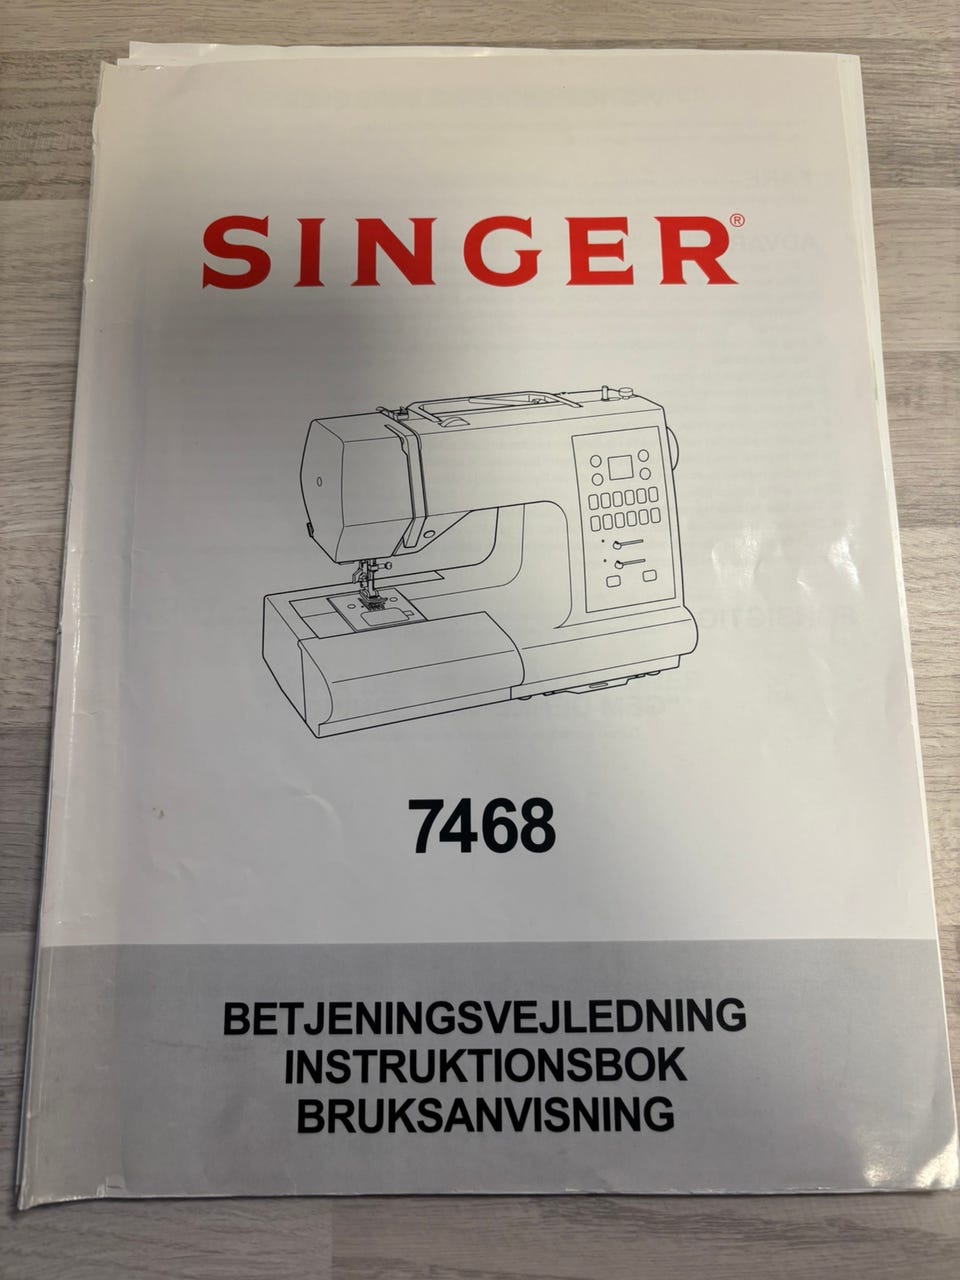 SINGER®
7468
BETJENINGSVEJLEDNING
INSTRUKTIONSBOK
BRUKSANVISNING